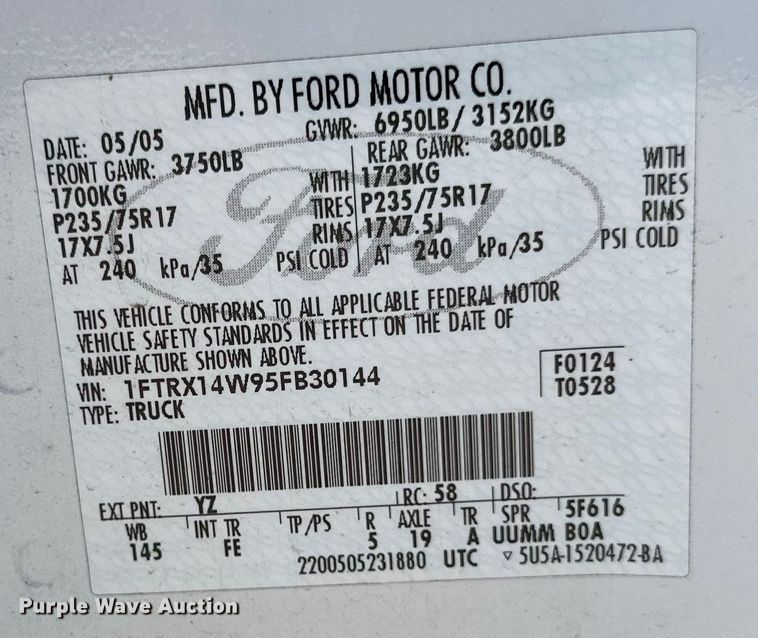 MFD. BY FORD MOTOR CO.
DATE: 05/05 GVWR: 6950LB/ 3152KG
FRONT GAWR: 3750LB REAR GAWR: 3800LB
1700KG WITH 1723KG WITH
P235/75R17 TIRES P235/75R17 TIRES
17X7.5J RIMS 17X7.5J RIMS
AT 240 kPa/35 PSI COLD AT 240 kPa/35 PSI COLD
Ford
THIS VEHICLE CONFORMS TO ALL APPLICABLE FEDERAL MOTOR
VEHICLE SAFETY STANDARDS IN EFFECT ON THE DATE OF
MANUFACTURE SHOWN ABOVE.
VIN: 1FTRX14W95FB30144 F0124
TYPE: TRUCK T0528
EXT PNT: YZ RC: 58 DSO:
WB INT TR TP/PS R AXLE TR SPR 5F616
145 FE 5 19 A UUMM BOA
2200505231880 UTC ▽ 5U5A-1520472-BA
Purple Wave Auction